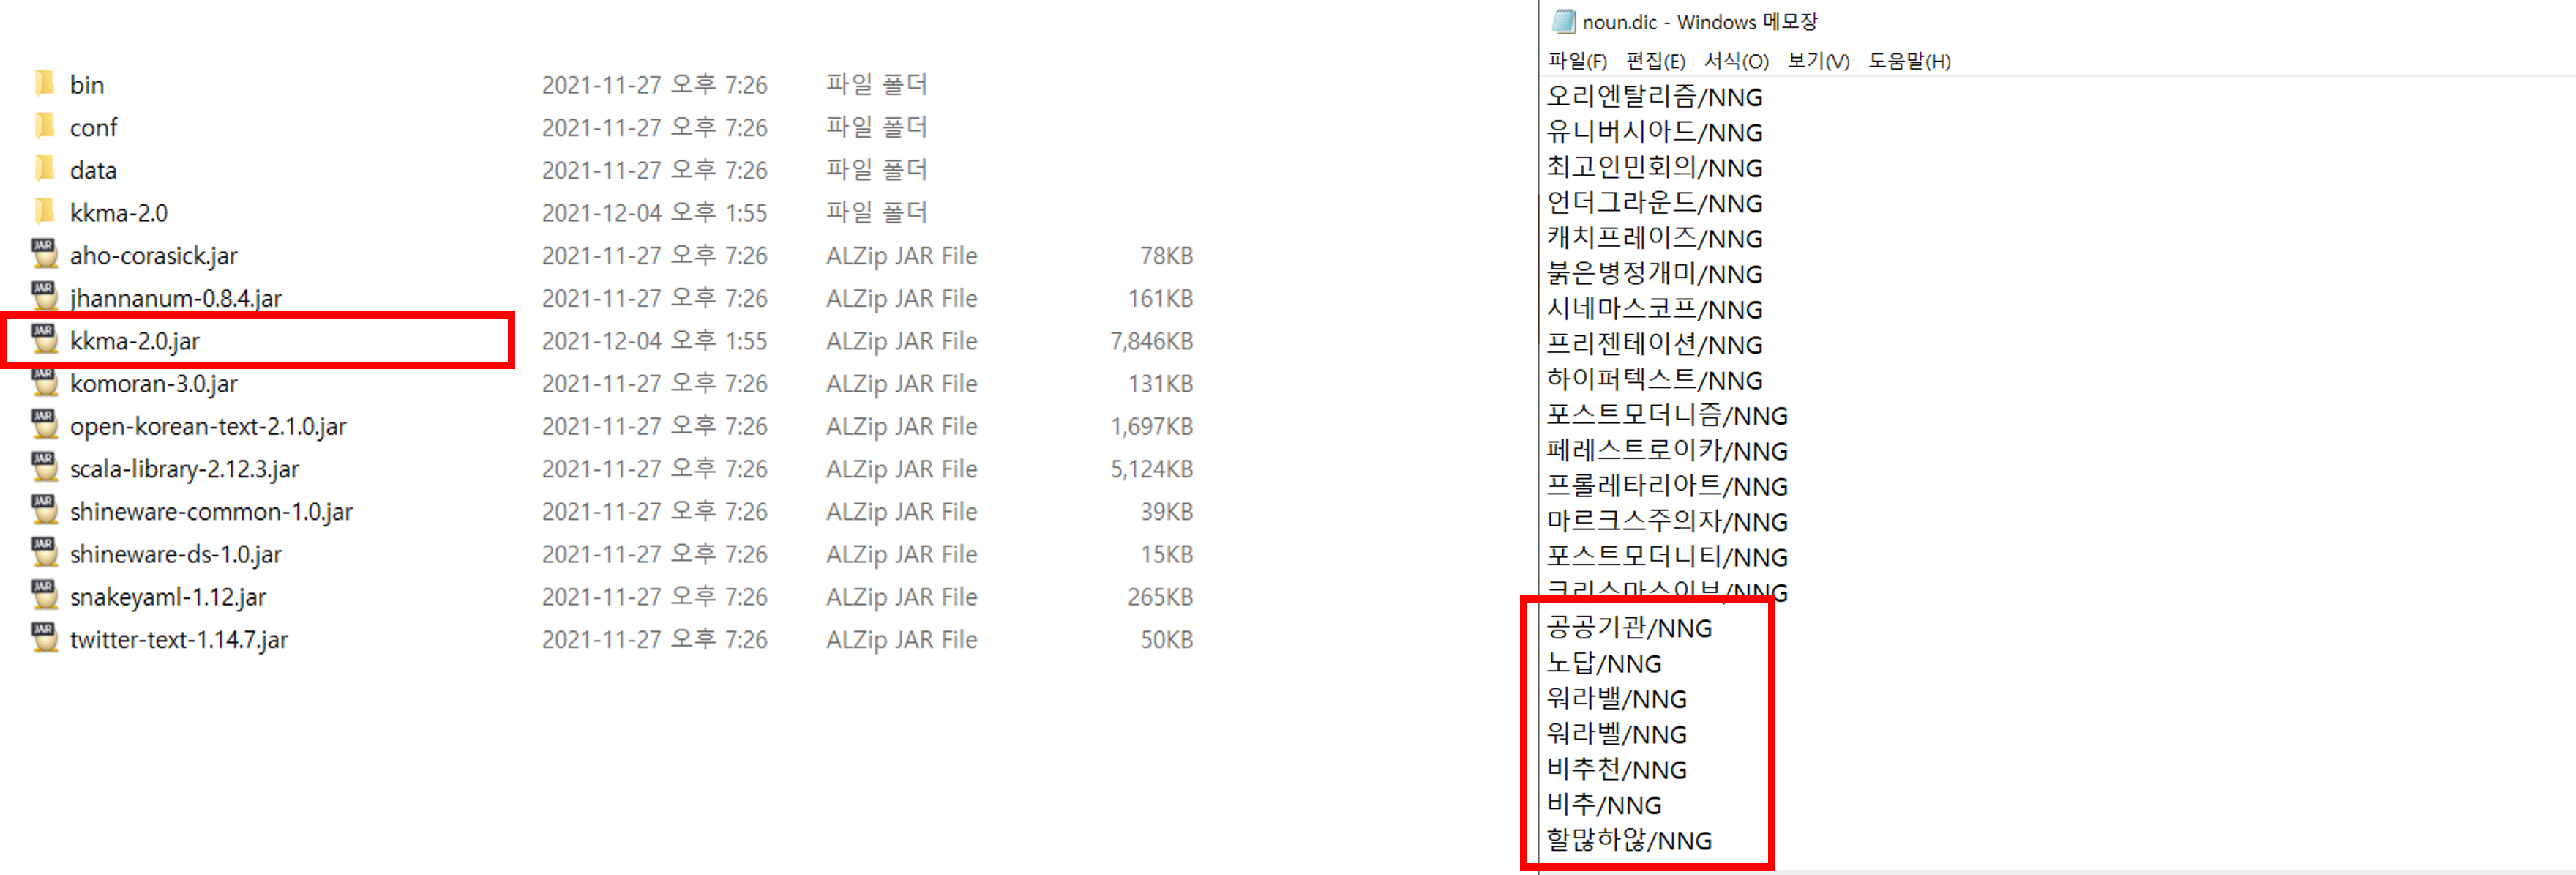 bin 2021-11-27 오후 7:26 파일 폴더
conf 2021-11-27 오후 7:26 파일 폴더
data 2021-11-27 오후 7:26 파일 폴더
kkma-2.0 2021-12-04 오후 1:55 파일 폴더
JAR aho-corasick.jar 2021-11-27 오후 7:26 ALZip JAR File 78KB
JAR jhannanum-0.8.4.jar 2021-11-27 오후 7:26 ALZip JAR File 161KB
JAR kkma-2.0.jar 2021-12-04 오후 1:55 ALZip JAR File 7,846KB
JAR komoran-3.0.jar 2021-11-27 오후 7:26 ALZip JAR File 131KB
JAR open-korean-text-2.1.0.jar 2021-11-27 오후 7:26 ALZip JAR File 1,697KB
JAR scala-library-2.12.3.jar 2021-11-27 오후 7:26 ALZip JAR File 5,124KB
JAR shineware-common-1.0.jar 2021-11-27 오후 7:26 ALZip JAR File 39KB
JAR shineware-ds-1.0.jar 2021-11-27 오후 7:26 ALZip JAR File 15KB
JAR snakeyaml-1.12.jar 2021-11-27 오후 7:26 ALZip JAR File 265KB
JAR twitter-text-1.14.7.jar 2021-11-27 오후 7:26 ALZip JAR File 50KB
noun.dic - Windows 메모장
파일(F) 편집(E) 서식(O) 보기(V) 도움말(H)
오리엔탈리즘/NNG
유니버시아드/NNG
최고인민회의/NNG
언더그라운드/NNG
캐치프레이즈/NNG
붉은병정개미/NNG
시네마스코프/NNG
프리젠테이션/NNG
하이퍼텍스트/NNG
포스트모더니즘/NNG
페레스트로이카/NNG
프롤레타리아트/NNG
마르크스주의자/NNG
포스트모더니티/NNG
크리스마스이브/NNG
공공기관/NNG
노답/NNG
워라밸/NNG
워라벨/NNG
비추천/NNG
비추/NNG
할많하않/NNG